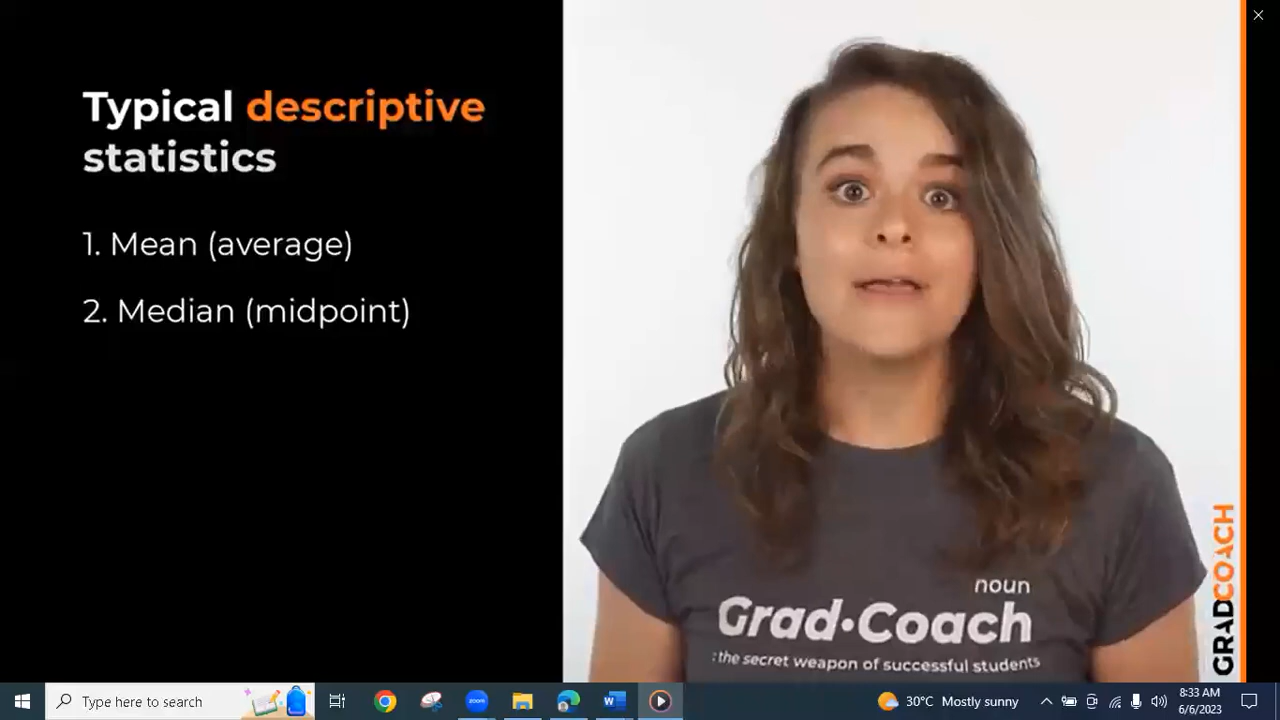 Typical descriptive
statistics
1. Mean (average)
2. Median (midpoint)
noun
Grad·Coach
: the secret weapon of successful students
GRADCOACH
Type here to search
30°C Mostly sunny
8:33 AM
6/6/2023